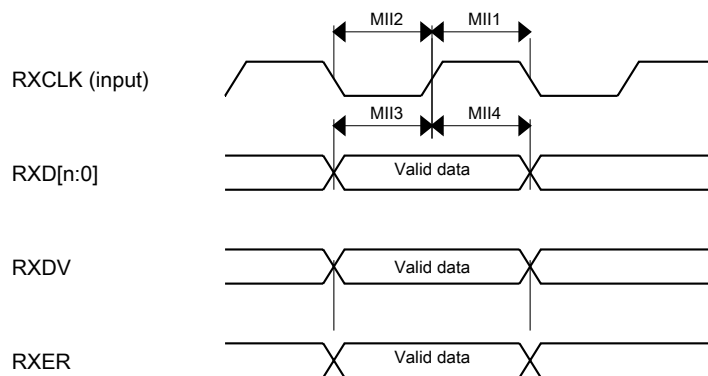 MII2 MII1
RXCLK (input)
MII3 MII4
RXD[n:0] Valid data
RXDV Valid data
RXER Valid data